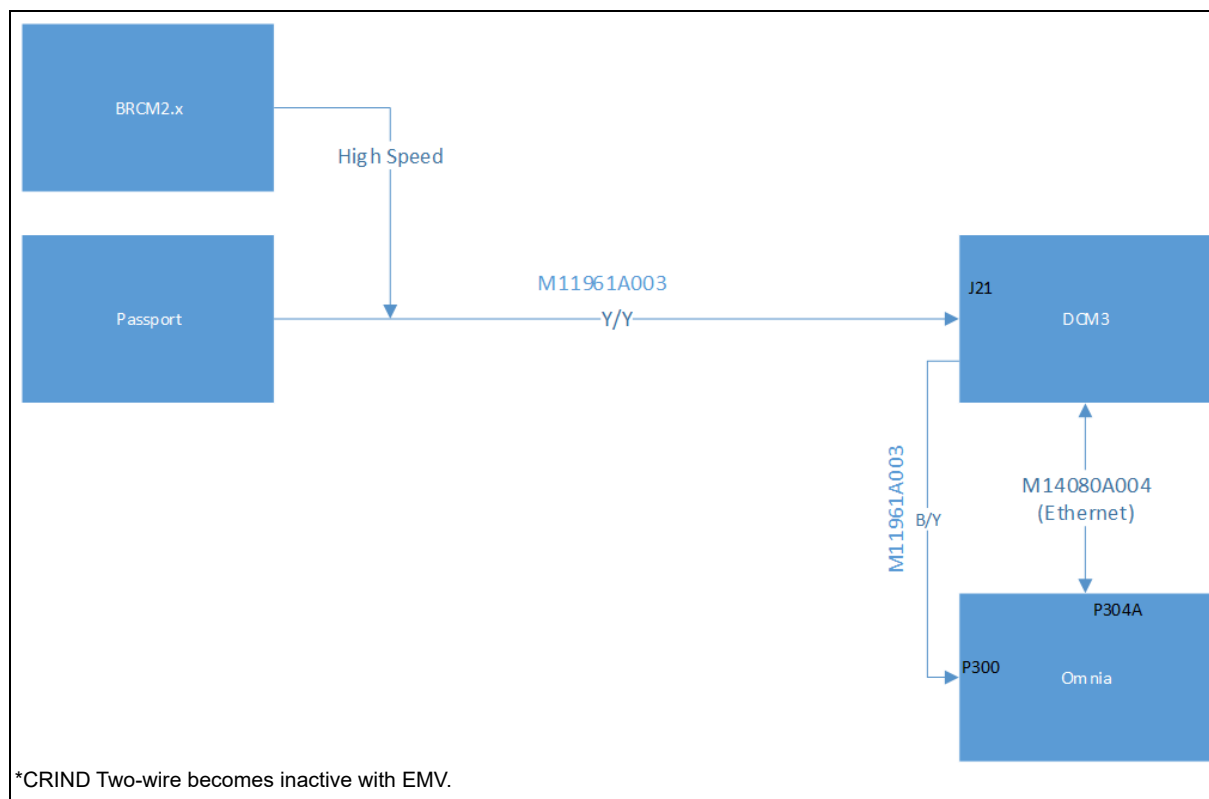 BRCM2.x
High Speed
Passport
M11961A003
Y/Y
J21
DCM3
M11961A003
B/Y
M14080A004
(Ethernet)
P304A
P300
Omnia
*CRIND Two-wire becomes inactive with EMV.